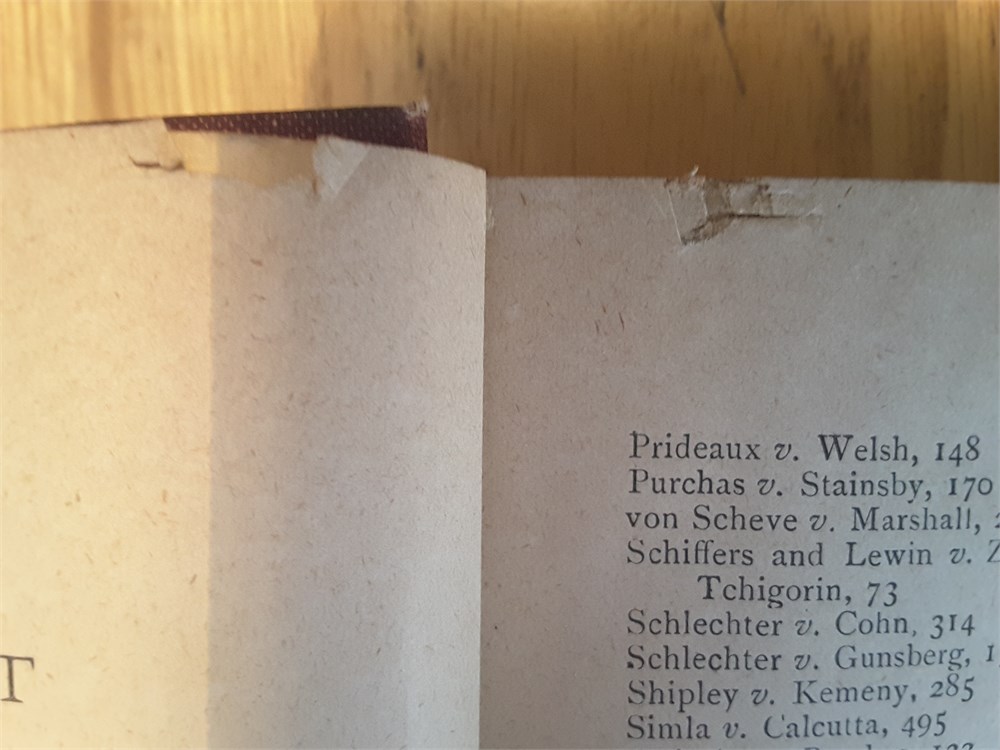 T
Prideaux v. Welsh, 148
Purchas v. Stainsby, 170
von Scheve v. Marshall,
Schiffers and Lewin v.
Tchigorin, 73
Schlechter v. Cohn, 314
Schlechter v. Gunsberg,
Shipley v. Kemeny, 285
Simla v. Calcutta, 495